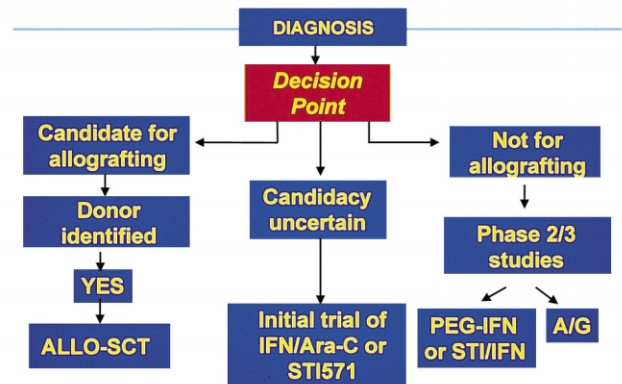 DIAGNOSIS
Decision
Point
Candidate for
allografting
Donor
identified
YES
ALLO-SCT
Candidacy
uncertain
Initial trial of
IFN/Ara-C or
STI571
Not for
allografting
Phase 2/3
studies
PEG-IFN
or STI/IFN
A/G